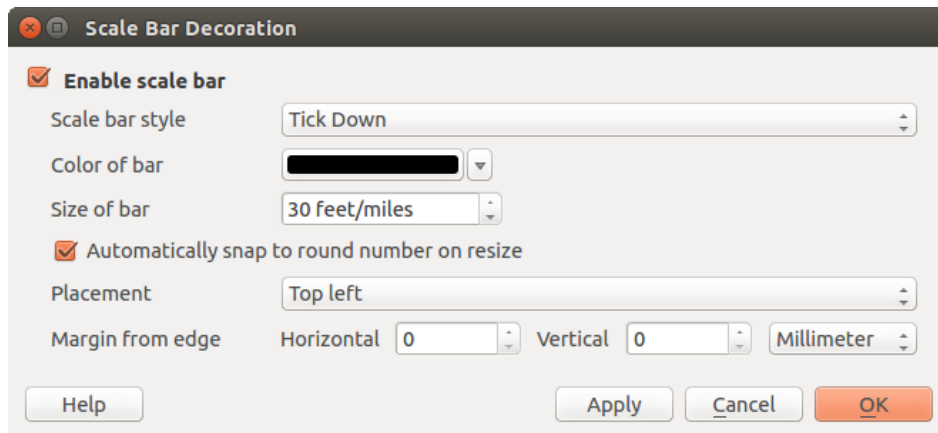 Scale Bar Decoration
Enable scale bar
Scale bar style Tick Down
Color of bar
Size of bar 30 feet/miles
Automatically snap to round number on resize
Placement Top left
Margin from edge Horizontal 0 Vertical 0 Millimeter
Help Apply Cancel OK